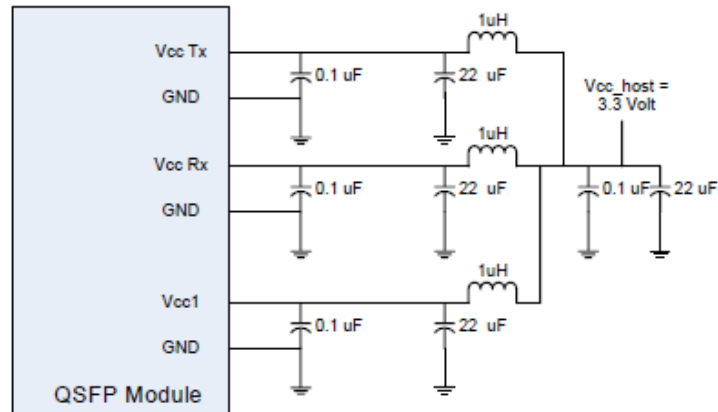 1uH
Vcc Tx
0.1 uF
22 uF
GND
Vcc_host =
3.3 Volt
1uH
Vcc Rx
0.1 uF
22 uF
0.1 uF
22 uF
GND
1uH
Vcc1
0.1 uF
22 uF
GND
QSFP Module